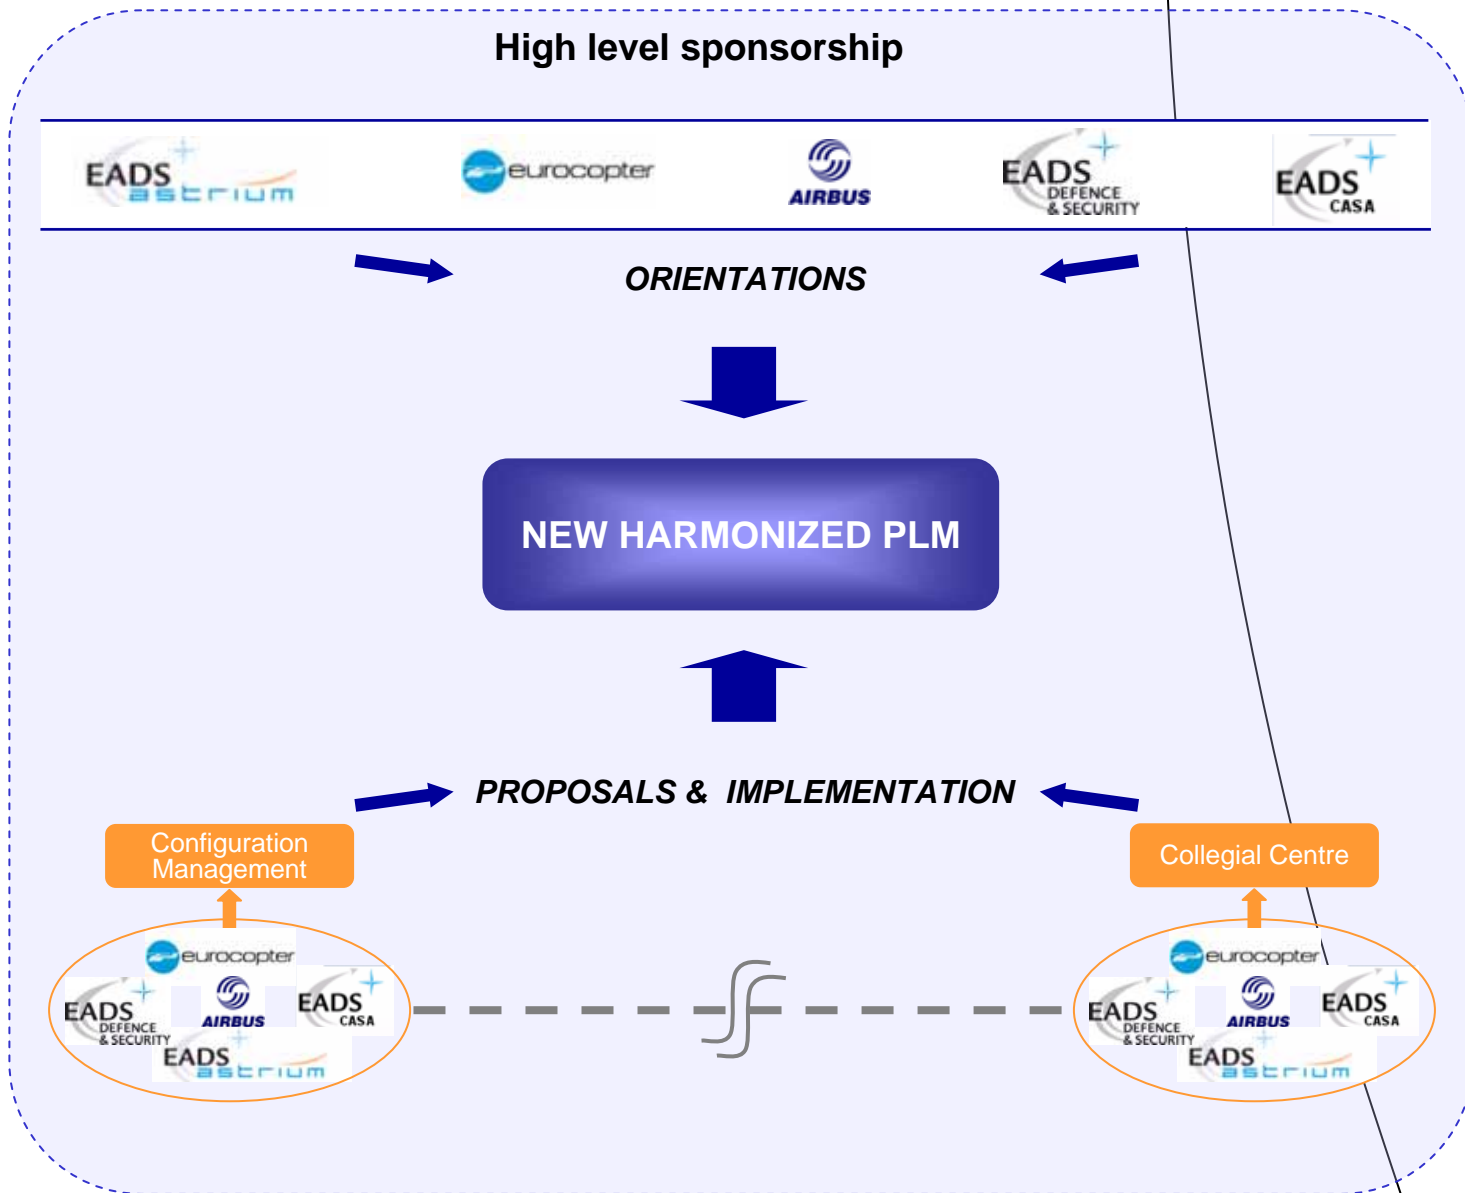 High level sponsorship
EADS
astrium
eurocopter
AIRBUS
EADS
DEFENCE
& SECURITY
EADS
CASA
ORIENTATIONS
NEW HARMONIZED PLM
PROPOSALS & IMPLEMENTATION
Configuration
Management
Collegial Centre
eurocopter
EADS
DEFENCE
& SECURITY
AIRBUS
EADS
CASA
EADS
astrium
eurocopter
EADS
DEFENCE
& SECURITY
AIRBUS
EADS
CASA
EADS
astrium